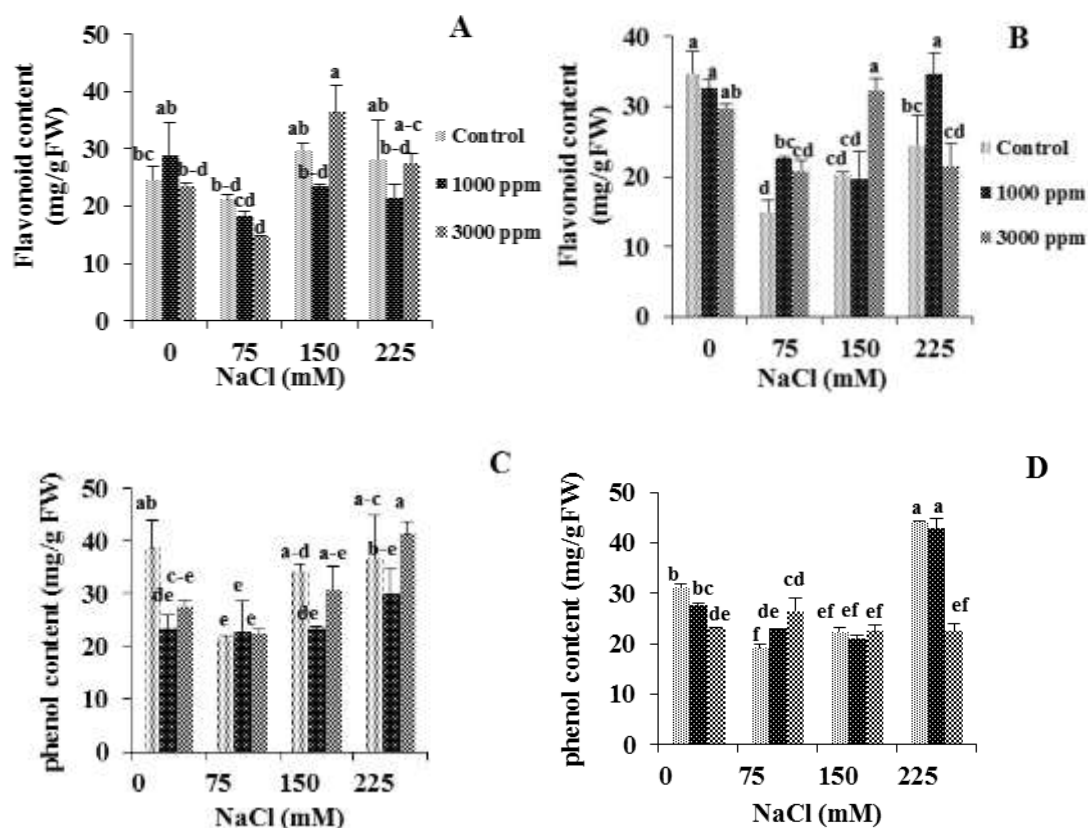 A
Flavonoid content
(mg/gFW)
50
40
30
20
10
0
bc ab b-d
b-d cd d
ab b-d a
ab b-d a-c
Control
1000 ppm
3000 ppm
0 75 150 225
NaCl (mM)
B
Flavonoid content
(mg/gFW)
40
30
20
10
0
a a ab
d bc cd
cd cd a
bc a cd
Control
1000 ppm
3000 ppm
0 75 150 225
NaCl (mM)
C
phenol content (mg/g FW)
50
40
30
20
10
0
ab de c-e
e e e
a-d de a-e
a-c b-e a
0 75 150 225
NaCl (mM)
D
phenol content (mg/gFW)
50
40
30
20
10
0
b bc de
f de cd
ef ef ef
a a ef
0 75 150 225
NaCl (mM)